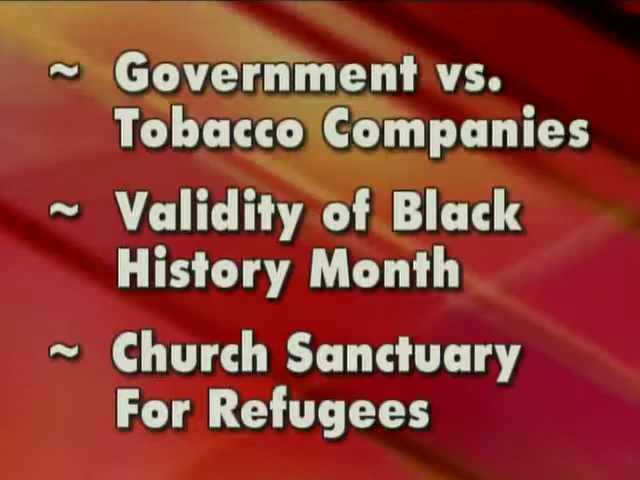 ~ Government vs.
Tobacco Companies
~ Validity of Black
History Month
~ Church Sanctuary
For Refugees